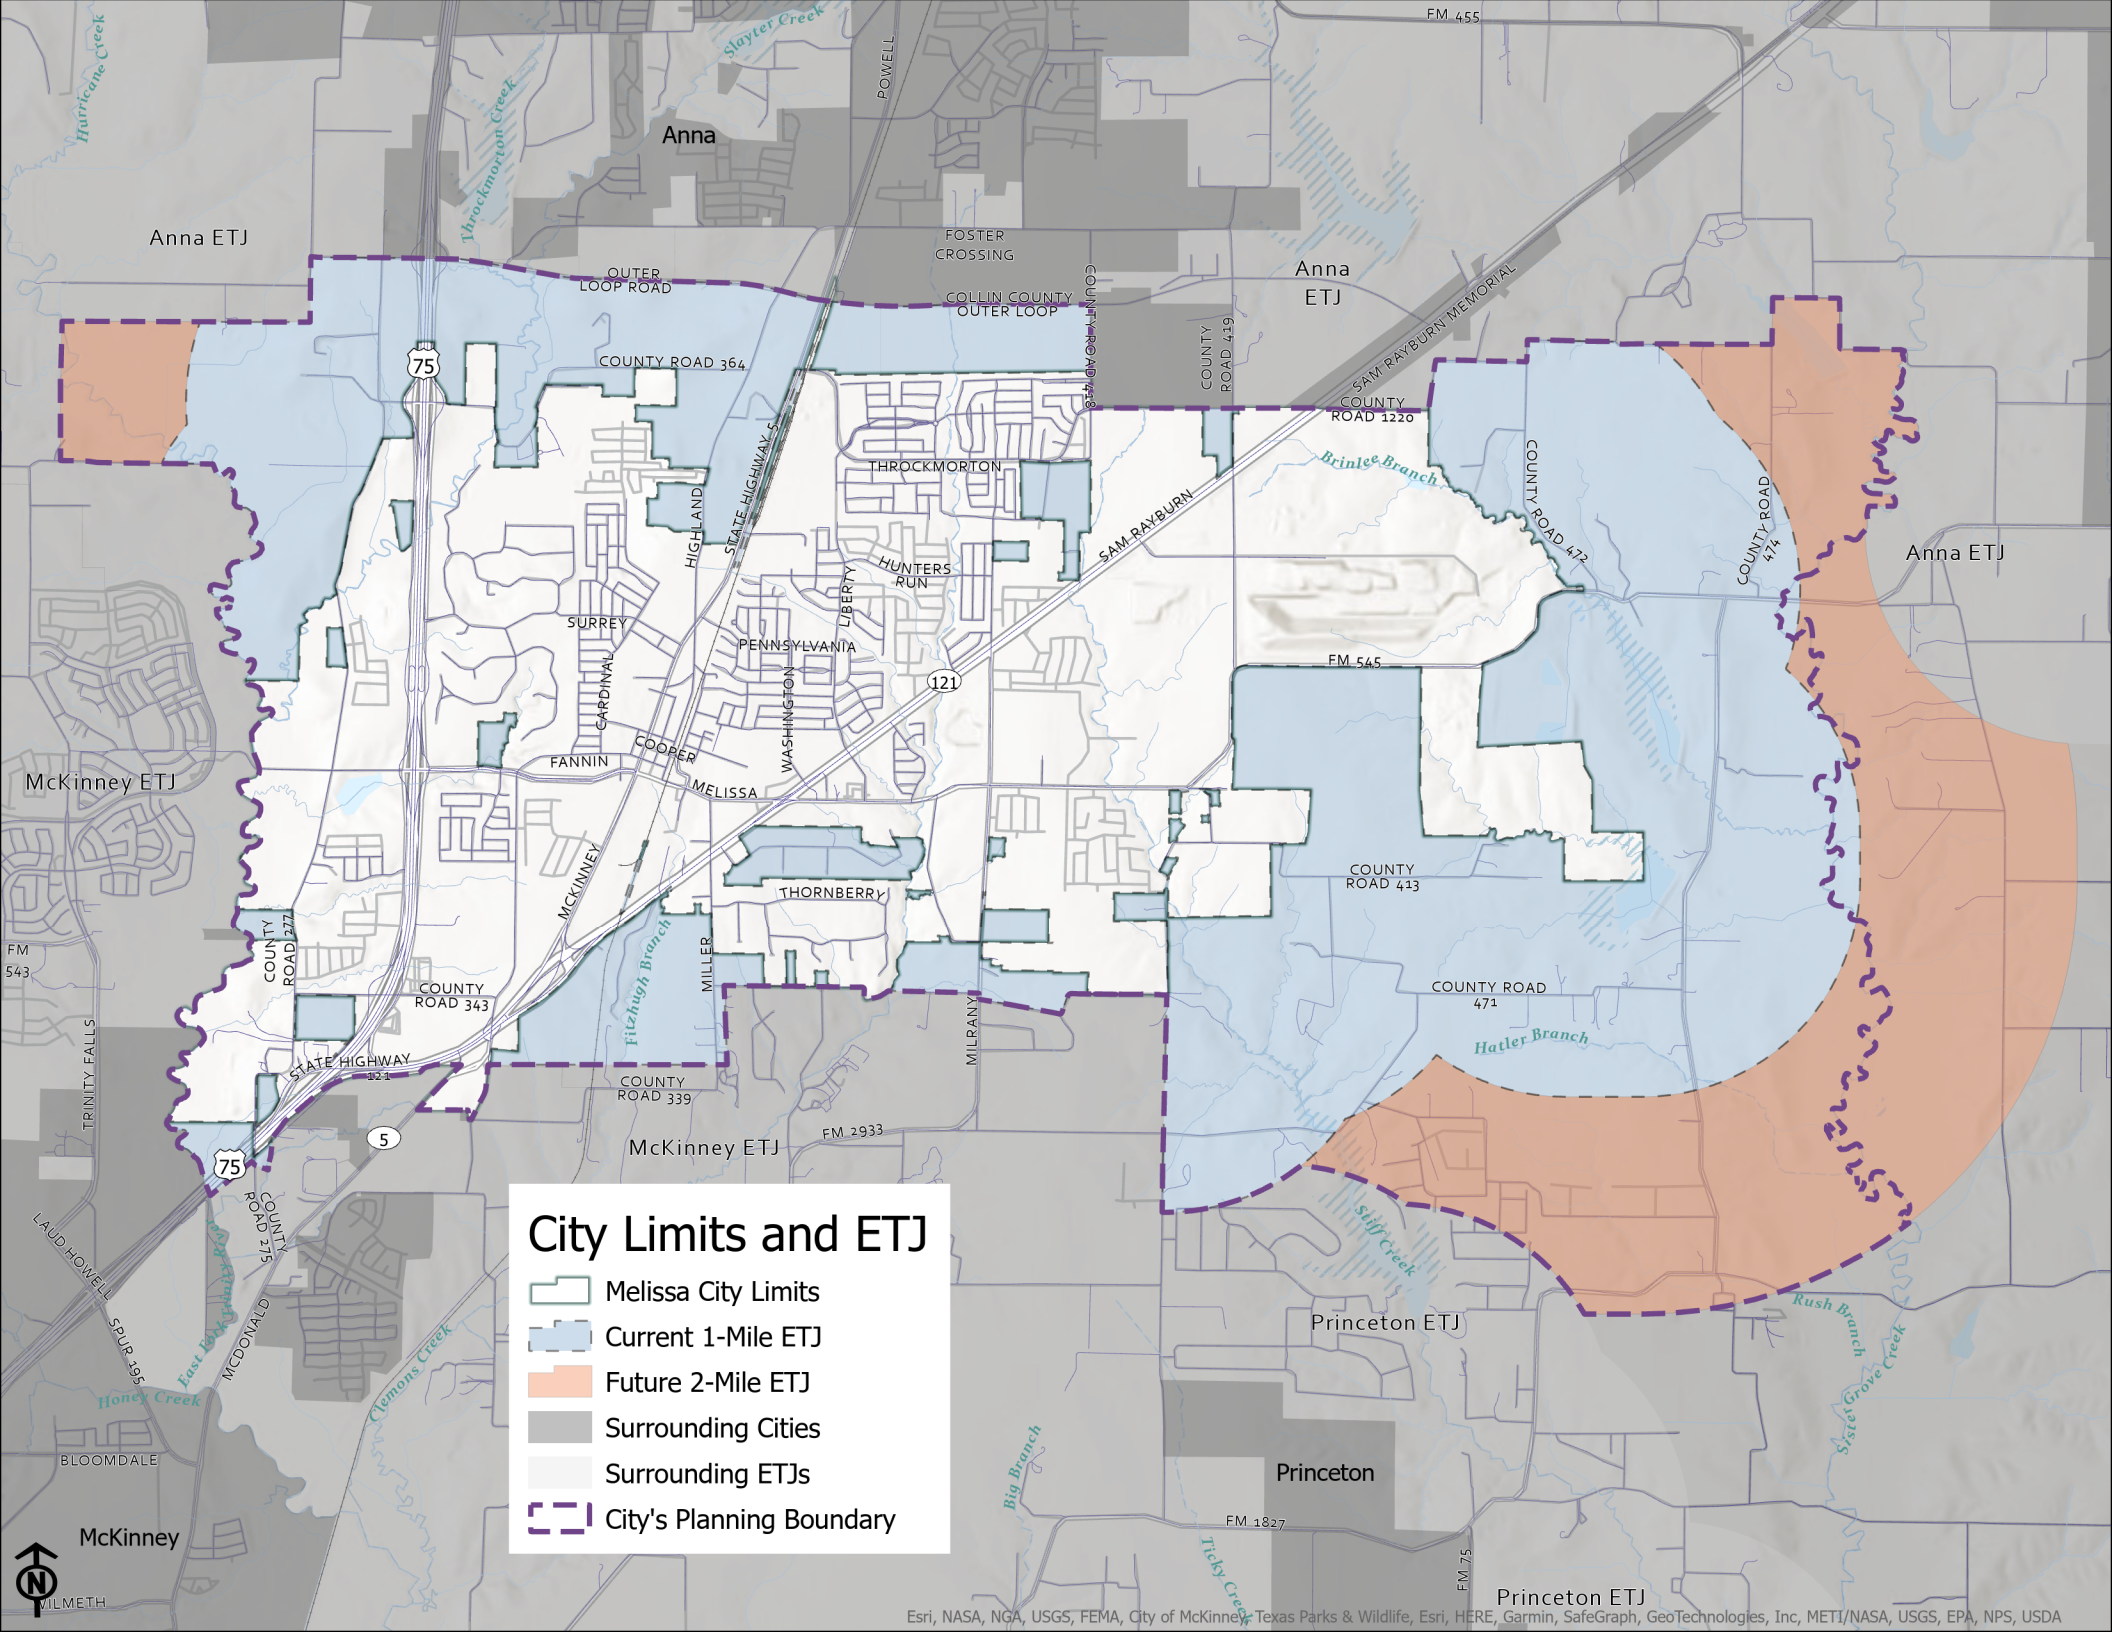 FM 455
Hurricane Creek
Slayter Creek
POWELL
Throckmorton Creek
Anna
Anna ETJ
FOSTER
CROSSING
OUTER
LOOP ROAD
COLLIN COUNTY
OUTER LOOP
COUNTY ROAD 418
Anna
ETJ
COUNTY
ROAD 419
SAM RAYBURN MEMORIAL
75
COUNTY ROAD 364
COUNTY
ROAD 1220
STATE HIGHWAY 5
THROCKMORTON
Brinlee Branch
HIGHLAND
SAM RAYBURN
COUNTY ROAD 472
COUNTY ROAD
474
Anna ETJ
HUNTERS
RUN
LIBERTY
SURREY
PENNSYLVANIA
FM 545
121
CARDINAL
WASHINGTON
COOPER
FANNIN
MELISSA
McKinney ETJ
MCKINNEY
THORNBERRY
COUNTY
ROAD 413
COUNTY
ROAD 277
FM
543
Fitzhugh Branch
MILLER
COUNTY
ROAD 343
COUNTY ROAD
471
Hatler Branch
MILRANY
TRINITY FALLS
STATE HIGHWAY
121
COUNTY
ROAD 339
5
McKinney ETJ
FM 2933
75
COUNTY
ROAD 275
LAUD HOWELL
East Fork Trinity River
Stiff Creek
SPUR 195
MCDONALD
Clemons Creek
Honey Creek
Princeton ETJ
Rush Branch
Sister Grove Creek
City Limits and ETJ
Melissa City Limits
Current 1-Mile ETJ
Future 2-Mile ETJ
Surrounding Cities
Surrounding ETJs
City's Planning Boundary
BLOOMDALE
Big Branch
Princeton
McKinney
FM 1827
Ticky Creek
FM 75
N
WILMETH
Princeton ETJ
Esri, NASA, NGA, USGS, FEMA, City of McKinney, Texas Parks & Wildlife, Esri, HERE, Garmin, SafeGraph, GeoTechnologies, Inc, METI/NASA, USGS, EPA, NPS, USDA